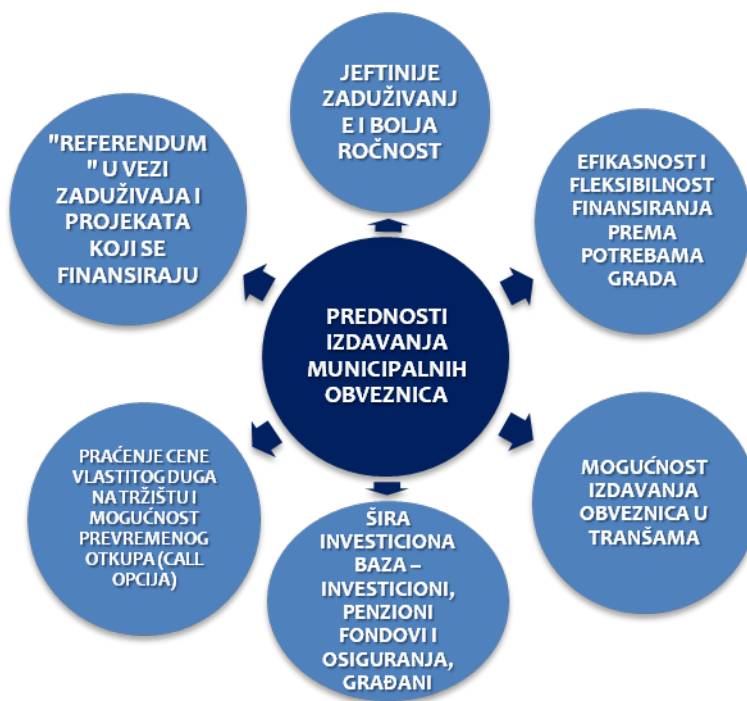 JEFTINIJE
ZADUŽIVANJ
E I BOLJA
ROČNOST
EFIKASNOST I
FLEKSIBILNOST
FINANSIRANJA
PREMA
POTREBAMA
GRADA
MOGUĆNOST
IZDAVANJA
OBVEZNICA U
TRANŠAMA
ŠIRA
INVESTICIONA
BAZA –
INVESTICIONI,
PENZIONI
FONDOVI I
OSIGURANJA,
GRAĐANI
PRAĆENJE CENE
VLASTITOG DUGA
NA TRŽIŠTU I
MOGUĆNOST
PREVREMENOG
OTKUPA (CALL
OPCIJA)
"REFERENDUM
" U VEZI
ZADUŽIVAJA I
PROJEKATA
KOJI SE
FINANSIRAJU
PREDNOSTI
IZDAVANJA
MUNICIPALNIH
OBVEZNICA